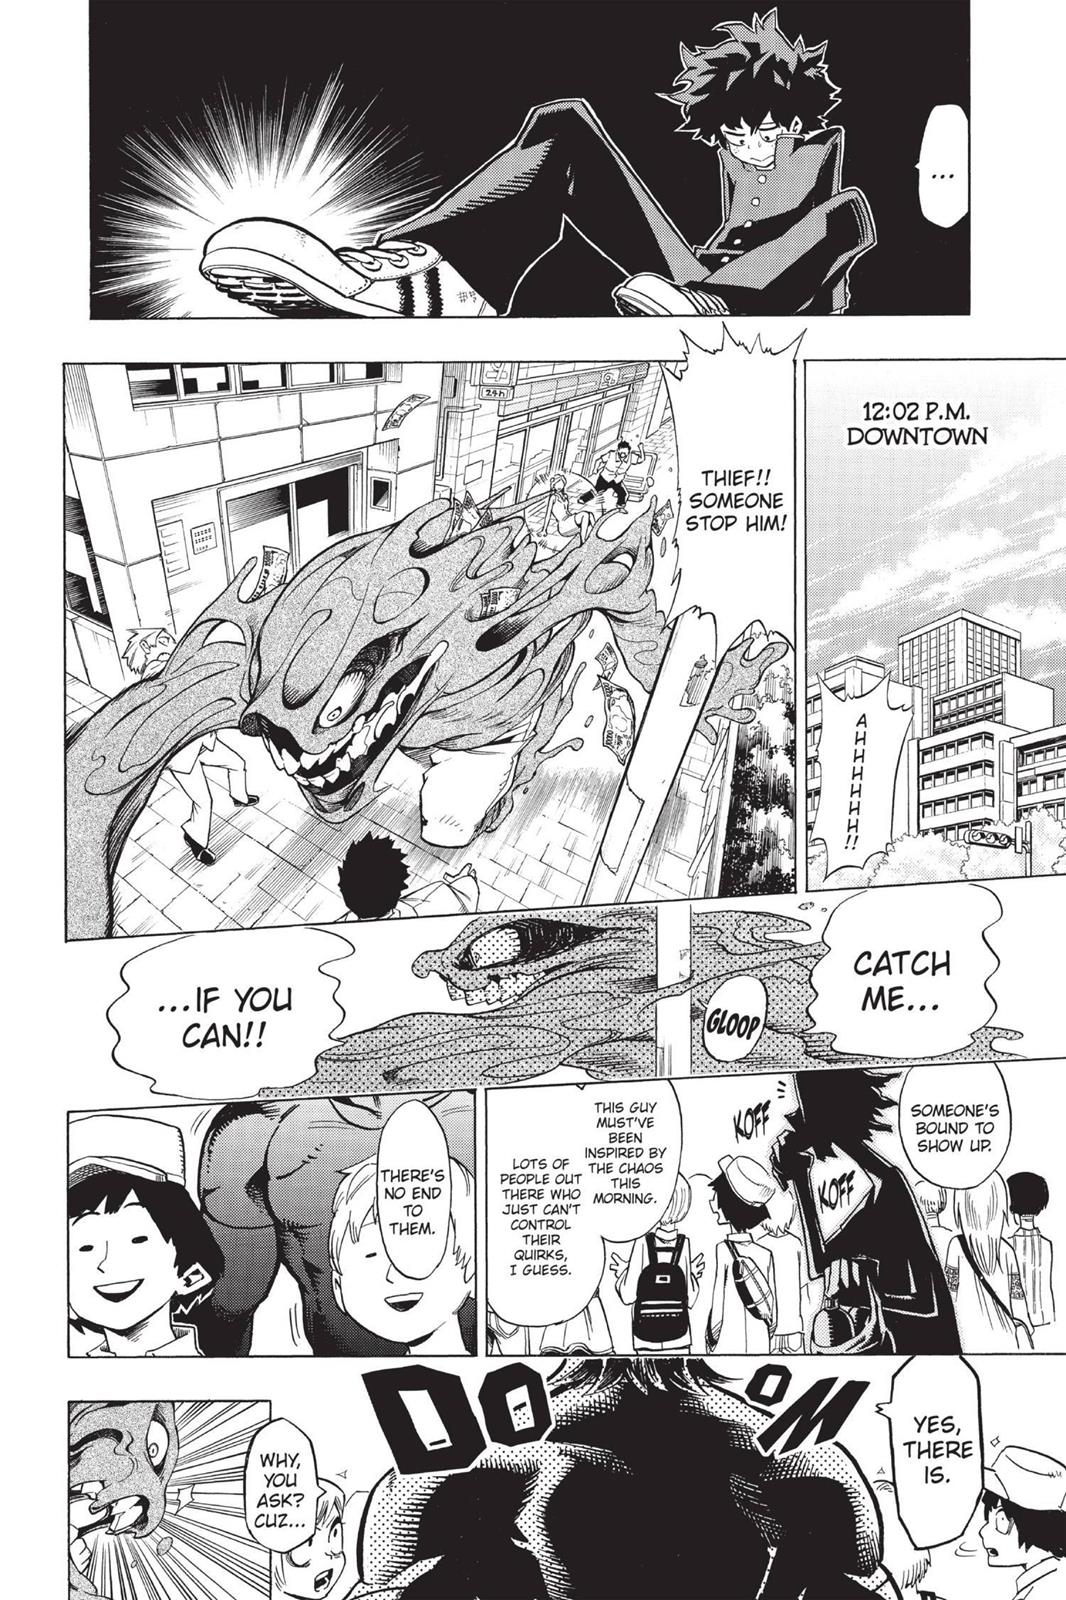 ...
12:02 P.M.
DOWNTOWN
AHHHHHH!!
THIEF!!
SOMEONE
STOP HIM!
24h
CATCH
ME...
GLOOP
...IF YOU
CAN!!
SOMEONE'S
BOUND TO
SHOW UP.
KOFF
KOFF
THIS GUY
MUST'VE
BEEN
INSPIRED BY
THE CHAOS
THIS
MORNING.
LOTS OF
PEOPLE OUT
THERE WHO
JUST CAN'T
CONTROL
THEIR
QUIRKS,
I GUESS.
THERE'S
NO END
TO
THEM.
YES,
THERE
IS.
DOOM
WHY,
YOU
ASK?
CUZ...